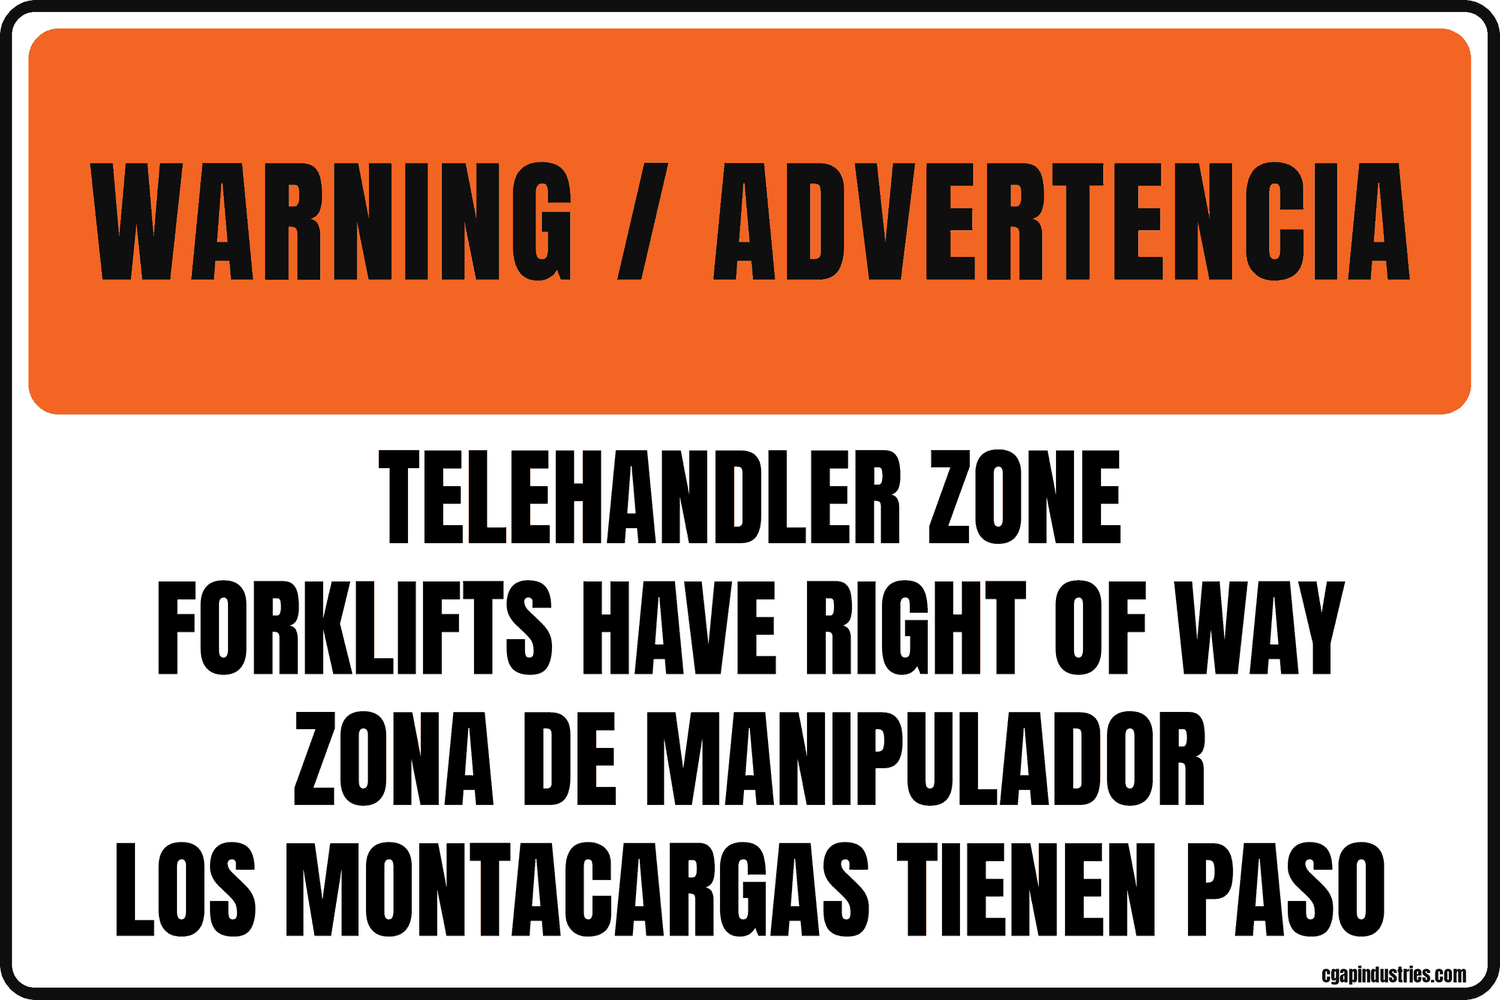 WARNING / ADVERTENCIA
TELEHANDLER ZONE
FORKLIFTS HAVE RIGHT OF WAY
ZONA DE MANIPULADOR
LOS MONTACARGAS TIENEN PASO
cgapindustries.com